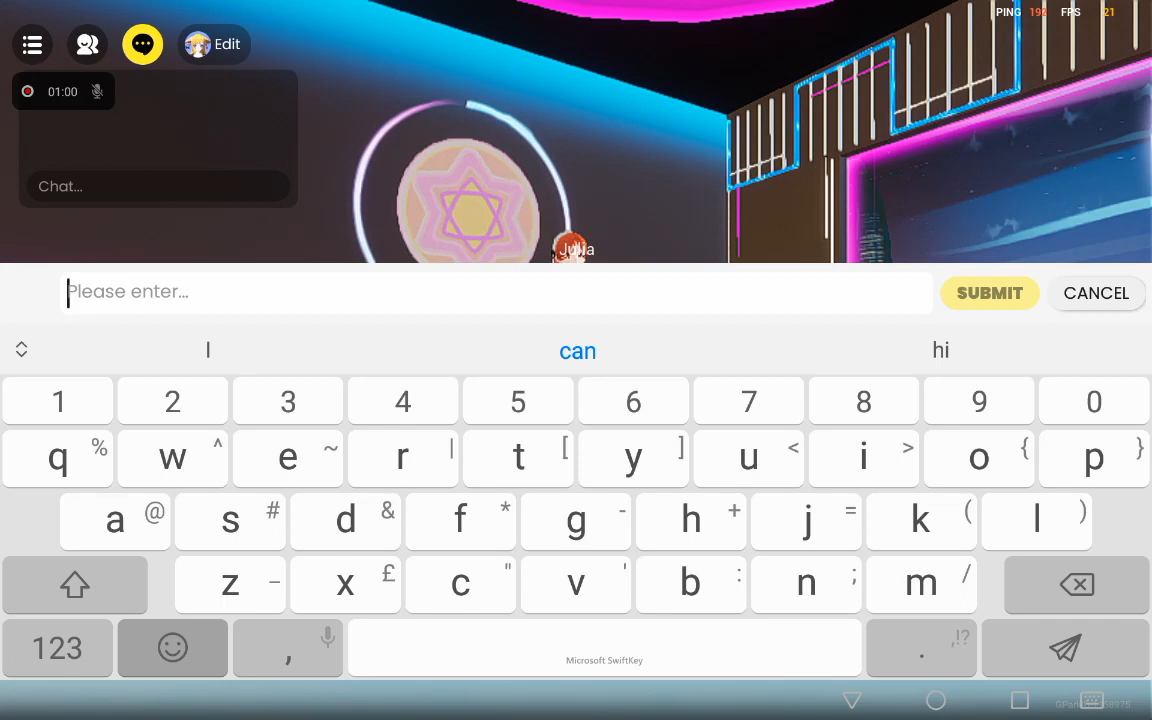 PING 192 FPS 21
Edit
01:00
Chat...
Julia
Please enter...
SUBMIT
CANCEL
I can hi
1 2 3 4 5 6 7 8 9 0
q % w ^ e ~ r | t [ y ] u < i > o { p }
a @ s # d & f * g - h + j = k ( l )
z – x £ c " v ' b : n ; m /
123 , . ,!?
Microsoft SwiftKey